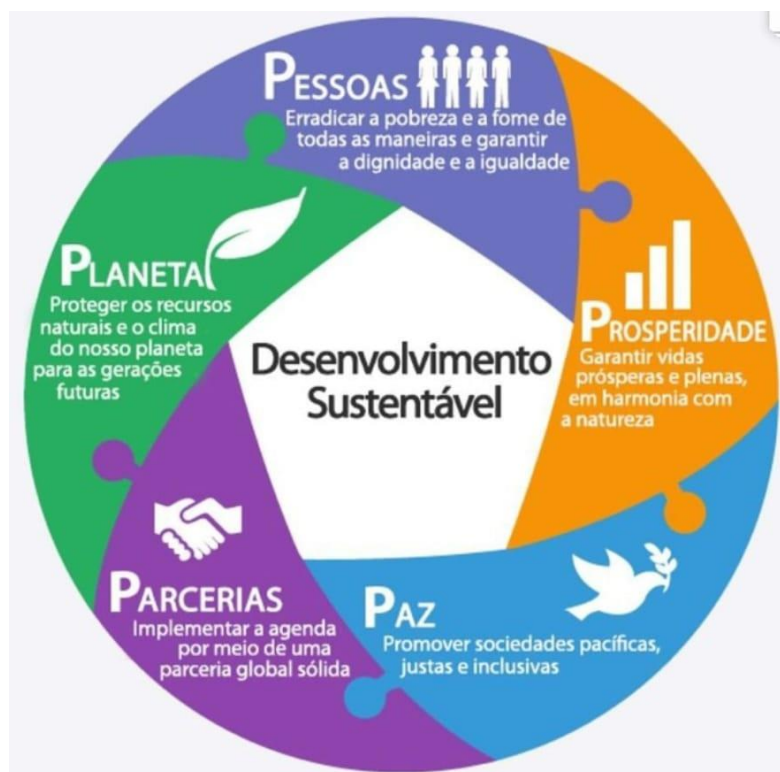 PESSOAS
Erradicar a pobreza e a fome de
todas as maneiras e garantir
a dignidade e a igualdade
PROSPERIDADE
Garantir vidas
prósperas e plenas,
em harmonia com
a natureza
PAZ
Promover sociedades pacíficas,
justas e inclusivas
PARCERIAS
Implementar a agenda
por meio de uma
parceria global sólida
PLANETA
Proteger os recursos
naturais e o clima
do nosso planeta
para as gerações
futuras
Desenvolvimento
Sustentável